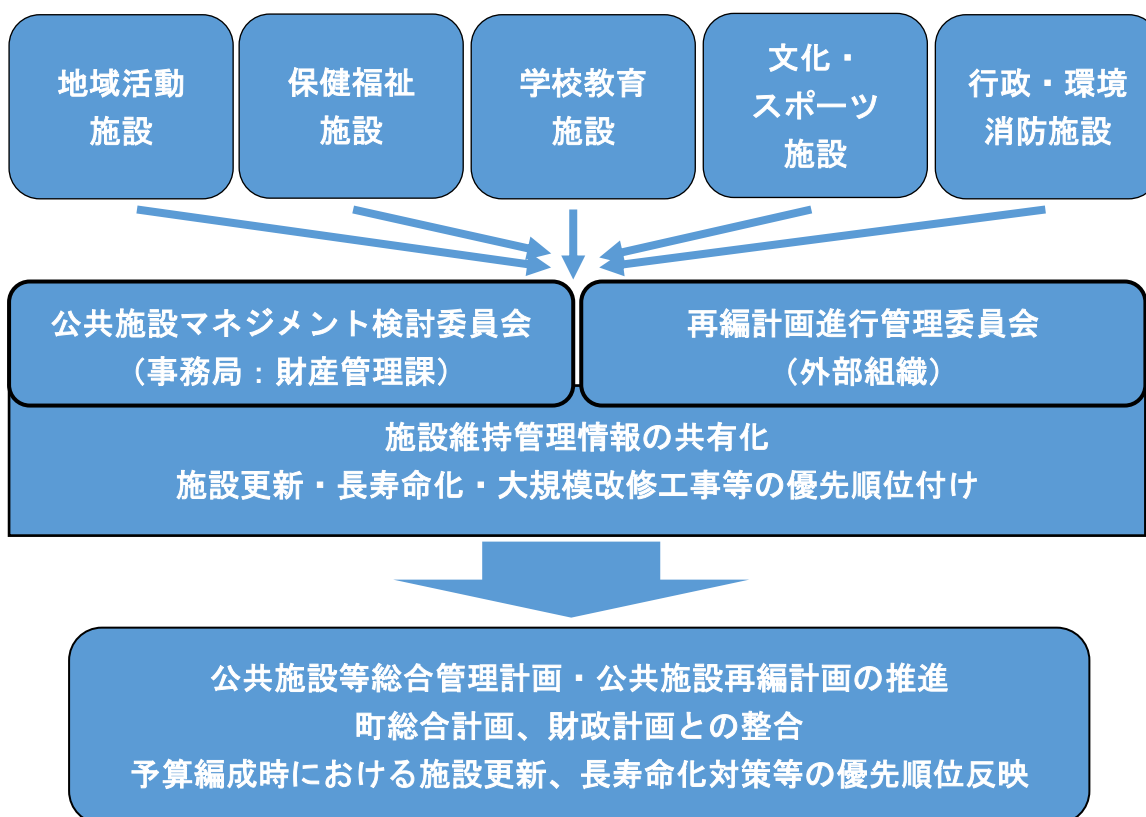 地域活動
施設
保健福祉
施設
学校教育
施設
文化・
スポーツ
施設
行政・環境
消防施設
公共施設マネジメント検討委員会
（事務局：財産管理課）
再編計画進行管理委員会
（外部組織）
施設維持管理情報の共有化
施設更新・長寿命化・大規模改修工事等の優先順位付け
公共施設等総合管理計画・公共施設再編計画の推進
町総合計画、財政計画との整合
予算編成時における施設更新、長寿命化対策等の優先順位反映